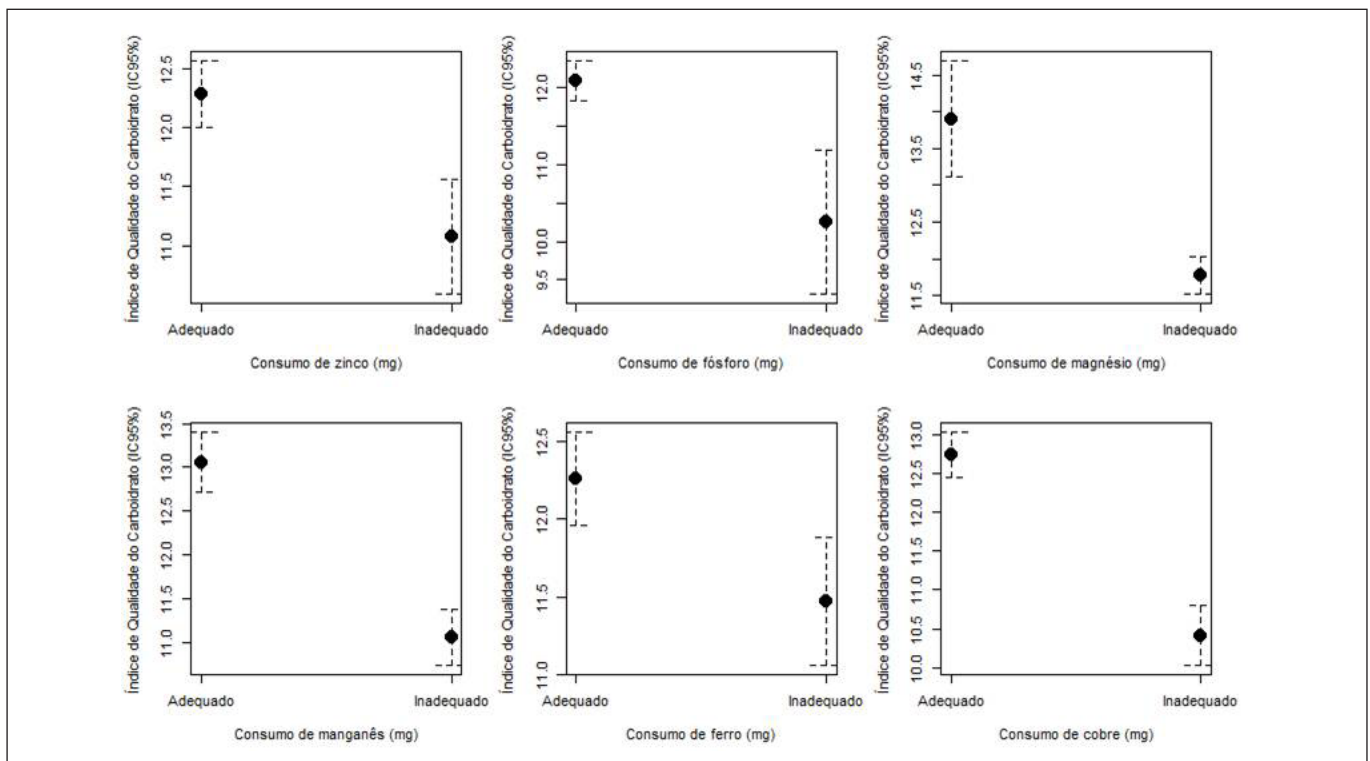 Índice de Qualidade do Carboidrato (IC95%)
12.5
12.0
11.5
11.0
Adequado
Inadequado
Consumo de zinco (mg)
Índice de Qualidade do Carboidrato (IC95%)
12.0
11.0
10.0
9.5
Adequado
Inadequado
Consumo de fósforo (mg)
Índice de Qualidade do Carboidrato (IC95%)
14.5
13.5
12.5
11.5
Adequado
Inadequado
Consumo de magnésio (mg)
Índice de Qualidade do Carboidrato (IC95%)
13.5
13.0
12.5
12.0
11.5
11.0
Adequado
Inadequado
Consumo de manganês (mg)
Índice de Qualidade do Carboidrato (IC95%)
12.5
12.0
11.5
11.0
Adequado
Inadequado
Consumo de ferro (mg)
Índice de Qualidade do Carboidrato (IC95%)
13.0
12.5
12.0
11.5
11.0
10.5
10.0
Adequado
Inadequado
Consumo de cobre (mg)